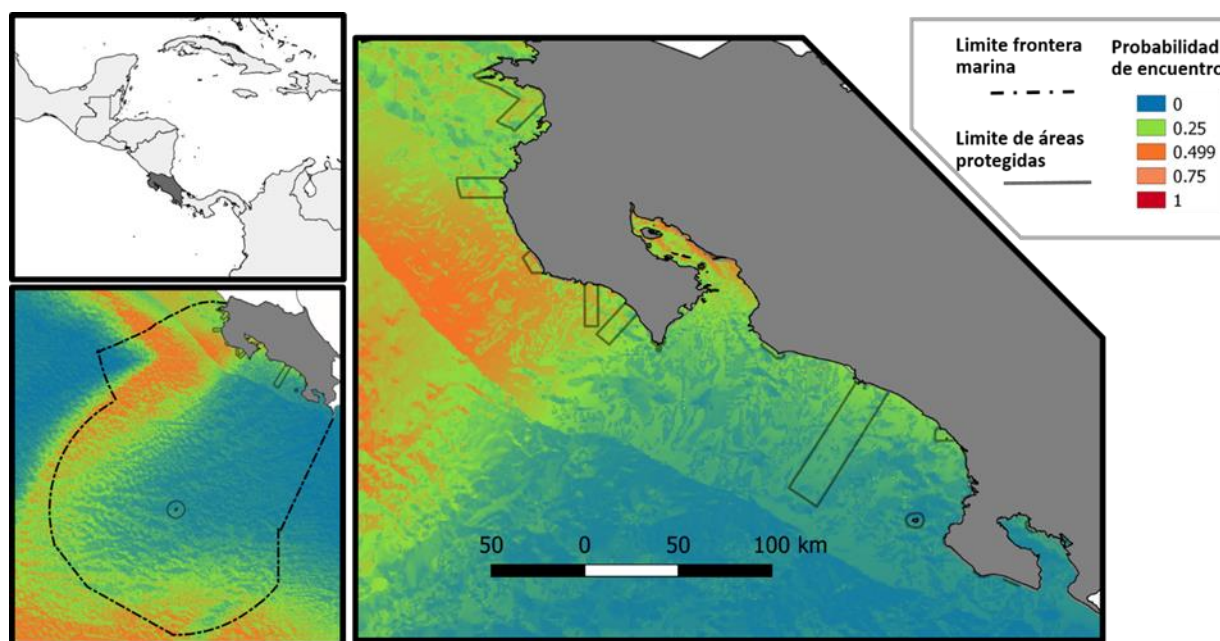 Limite frontera
marina
Limite de áreas
protegidas
Probabilidad
de encuentro
0
0.25
0.499
0.75
1
50 0 50 100 km